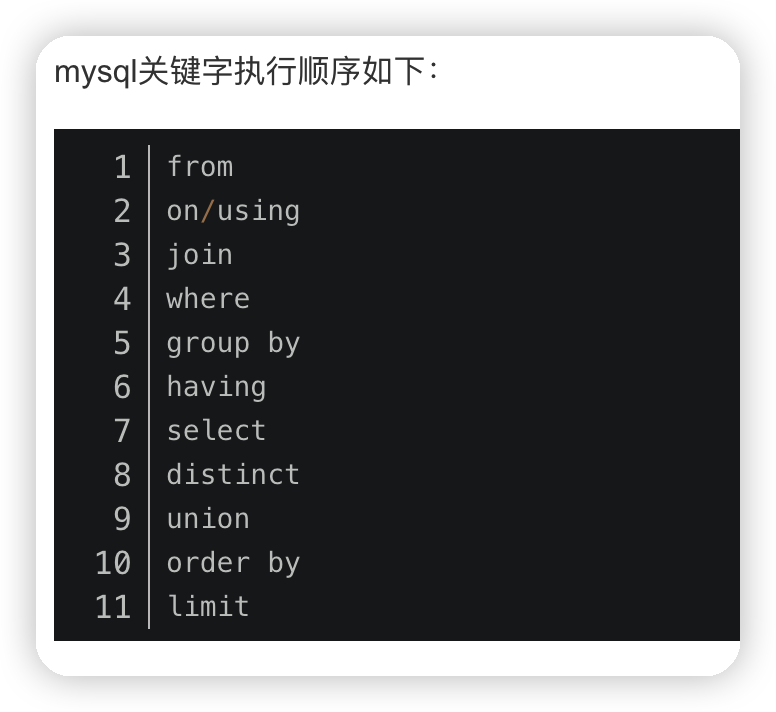 mysql关键字执行顺序如下：
1 from
2 on/using
3 join
4 where
5 group by
6 having
7 select
8 distinct
9 union
10 order by
11 limit